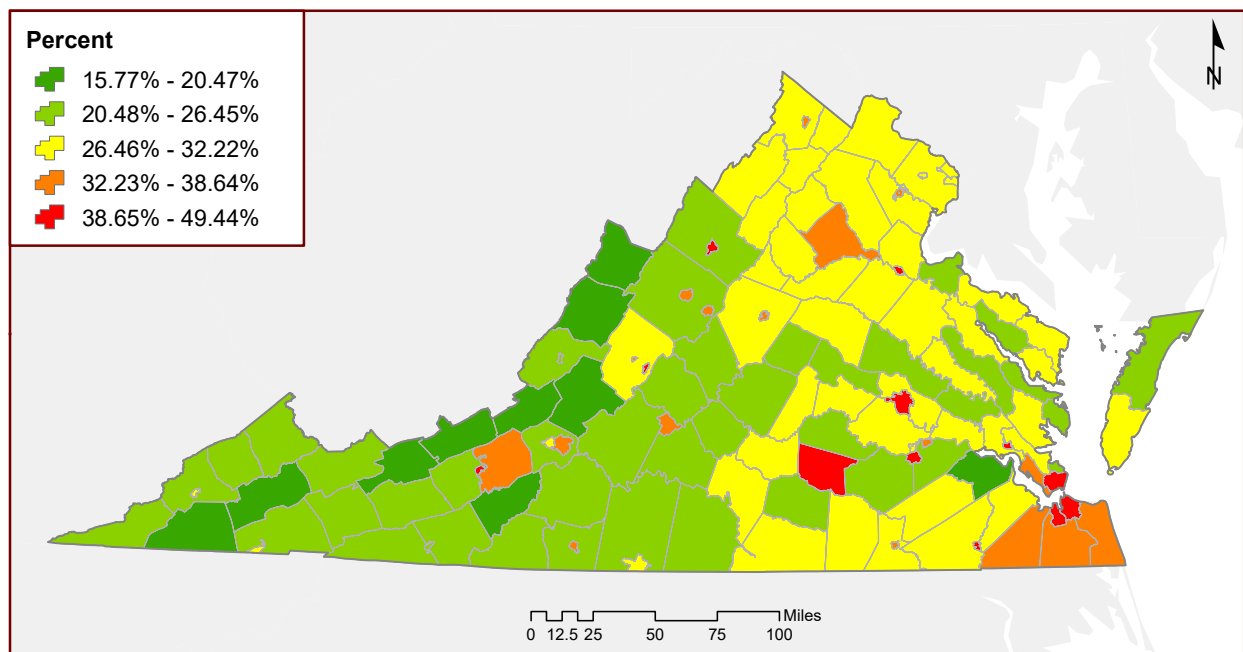 Percent
15.77% - 20.47%
20.48% - 26.45%
26.46% - 32.22%
32.23% - 38.64%
38.65% - 49.44%
N
Miles
0 12.5 25 50 75 100